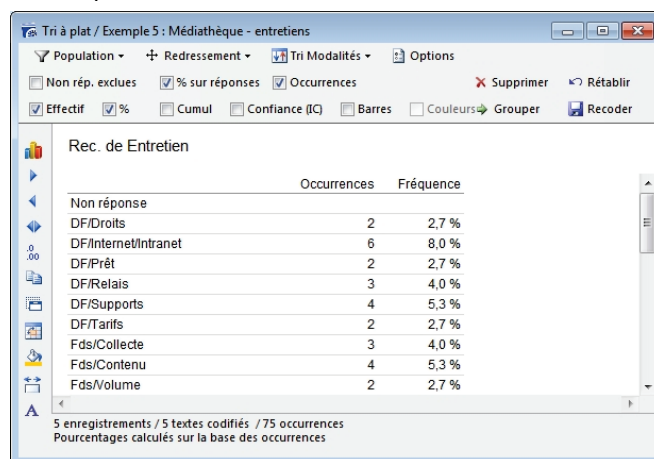 Tri à plat / Exemple 5 : Médiathèque - entretiens
Population Redressement Tri Modalités Options
Non rép. exclues % sur réponses Occurrences Supprimer Rétablir
Effectif % Cumul Confiance (IC) Barres Couleurs Grouper Recoder
Rec. de Entretien
Occurrences Fréquence
Non réponse
DF/Droits 2 2,7 %
DF/Internet/Intranet 6 8,0 %
DF/Prêt 2 2,7 %
DF/Relais 3 4,0 %
DF/Supports 4 5,3 %
DF/Tarifs 2 2,7 %
Fds/Collecte 3 4,0 %
Fds/Contenu 4 5,3 %
Fds/Volume 2 2,7 %
,0
,00
A
5 enregistrements / 5 textes codifiés / 75 occurrences
Pourcentages calculés sur la base des occurrences